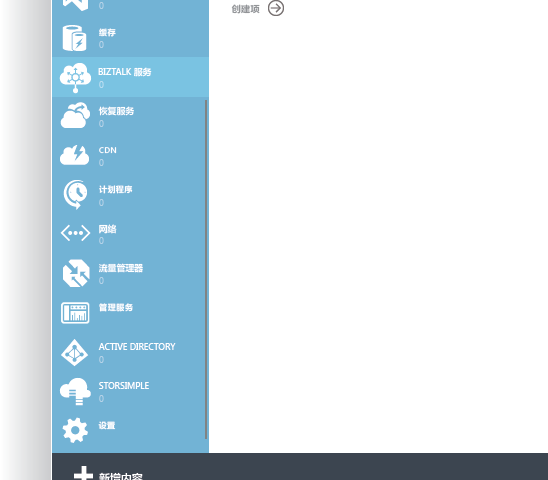 0
创建项
缓存
0
BIZTALK 服务
0
恢复服务
0
CDN
0
计划程序
0
网络
0
流量管理器
0
管理服务
ACTIVE DIRECTORY
0
STORSIMPLE
0
设置
新增内容